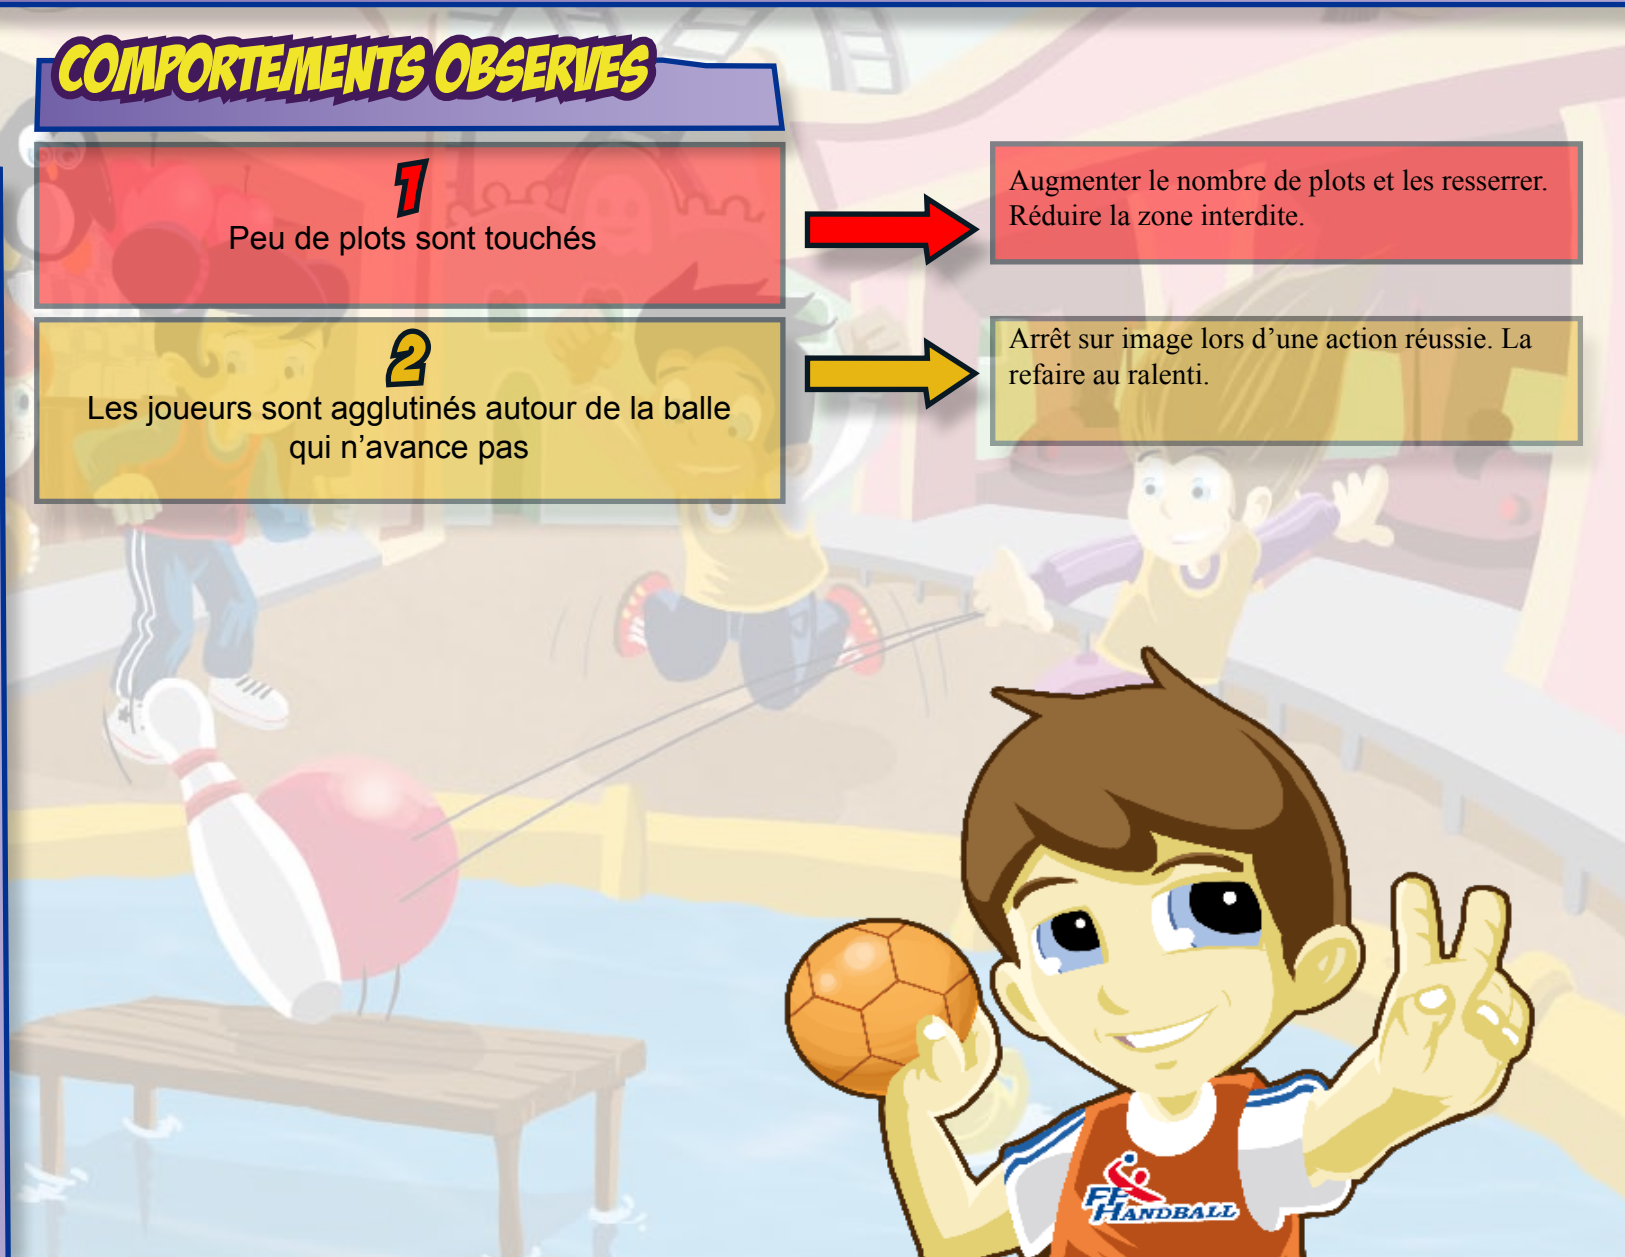 COMPORTEMENTS OBSERVES
1
Peu de plots sont touchés
Augmenter le nombre de plots et les resserrer.
Réduire la zone interdite.
2
Les joueurs sont agglutinés autour de la balle
qui n’avance pas
Arrêt sur image lors d’une action réussie. La
refaire au ralenti.
FF
HANDBALL